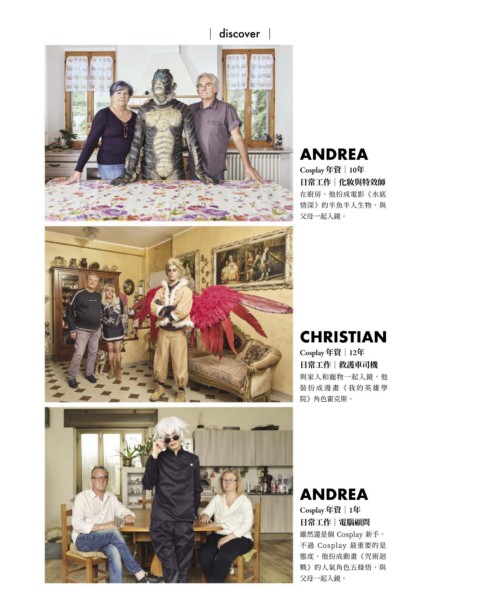 | discover |
ANDREA
Cosplay 年資｜10年
日常工作｜化妝與特效師
在廚房，他扮成電影《水底
情深》的半魚半人生物，與
父母一起入鏡。
CHRISTIAN
Cosplay 年資｜12年
日常工作｜救護車司機
與家人和寵物一起入鏡，他
裝扮成漫畫《我的英雄學
院》角色霍克斯。
ANDREA
Cosplay 年資｜1年
日常工作｜電腦顧問
雖然還是個 Cosplay 新手，
不過 Cosplay 最重要的是
態度，他扮成動畫《咒術迴
戰》的人氣角色五條悟，與
父母一起入鏡。